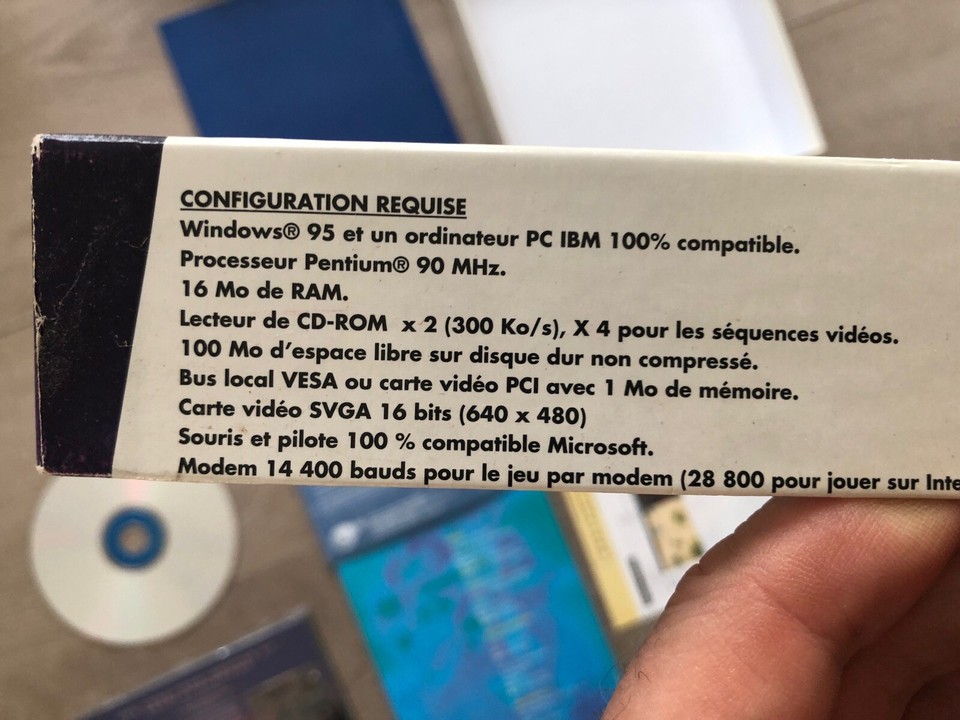 CONFIGURATION REQUISE
Windows® 95 et un ordinateur PC IBM 100% compatible.
Processeur Pentium® 90 MHz.
16 Mo de RAM.
Lecteur de CD-ROM x 2 (300 Ko/s), X 4 pour les séquences vidéos.
100 Mo d'espace libre sur disque dur non compressé.
Bus local VESA ou carte vidéo PCI avec 1 Mo de mémoire.
Carte vidéo SVGA 16 bits (640 x 480)
Souris et pilote 100 % compatible Microsoft.
Modem 14 400 bauds pour le jeu par modem (28 800 pour jouer sur Inte